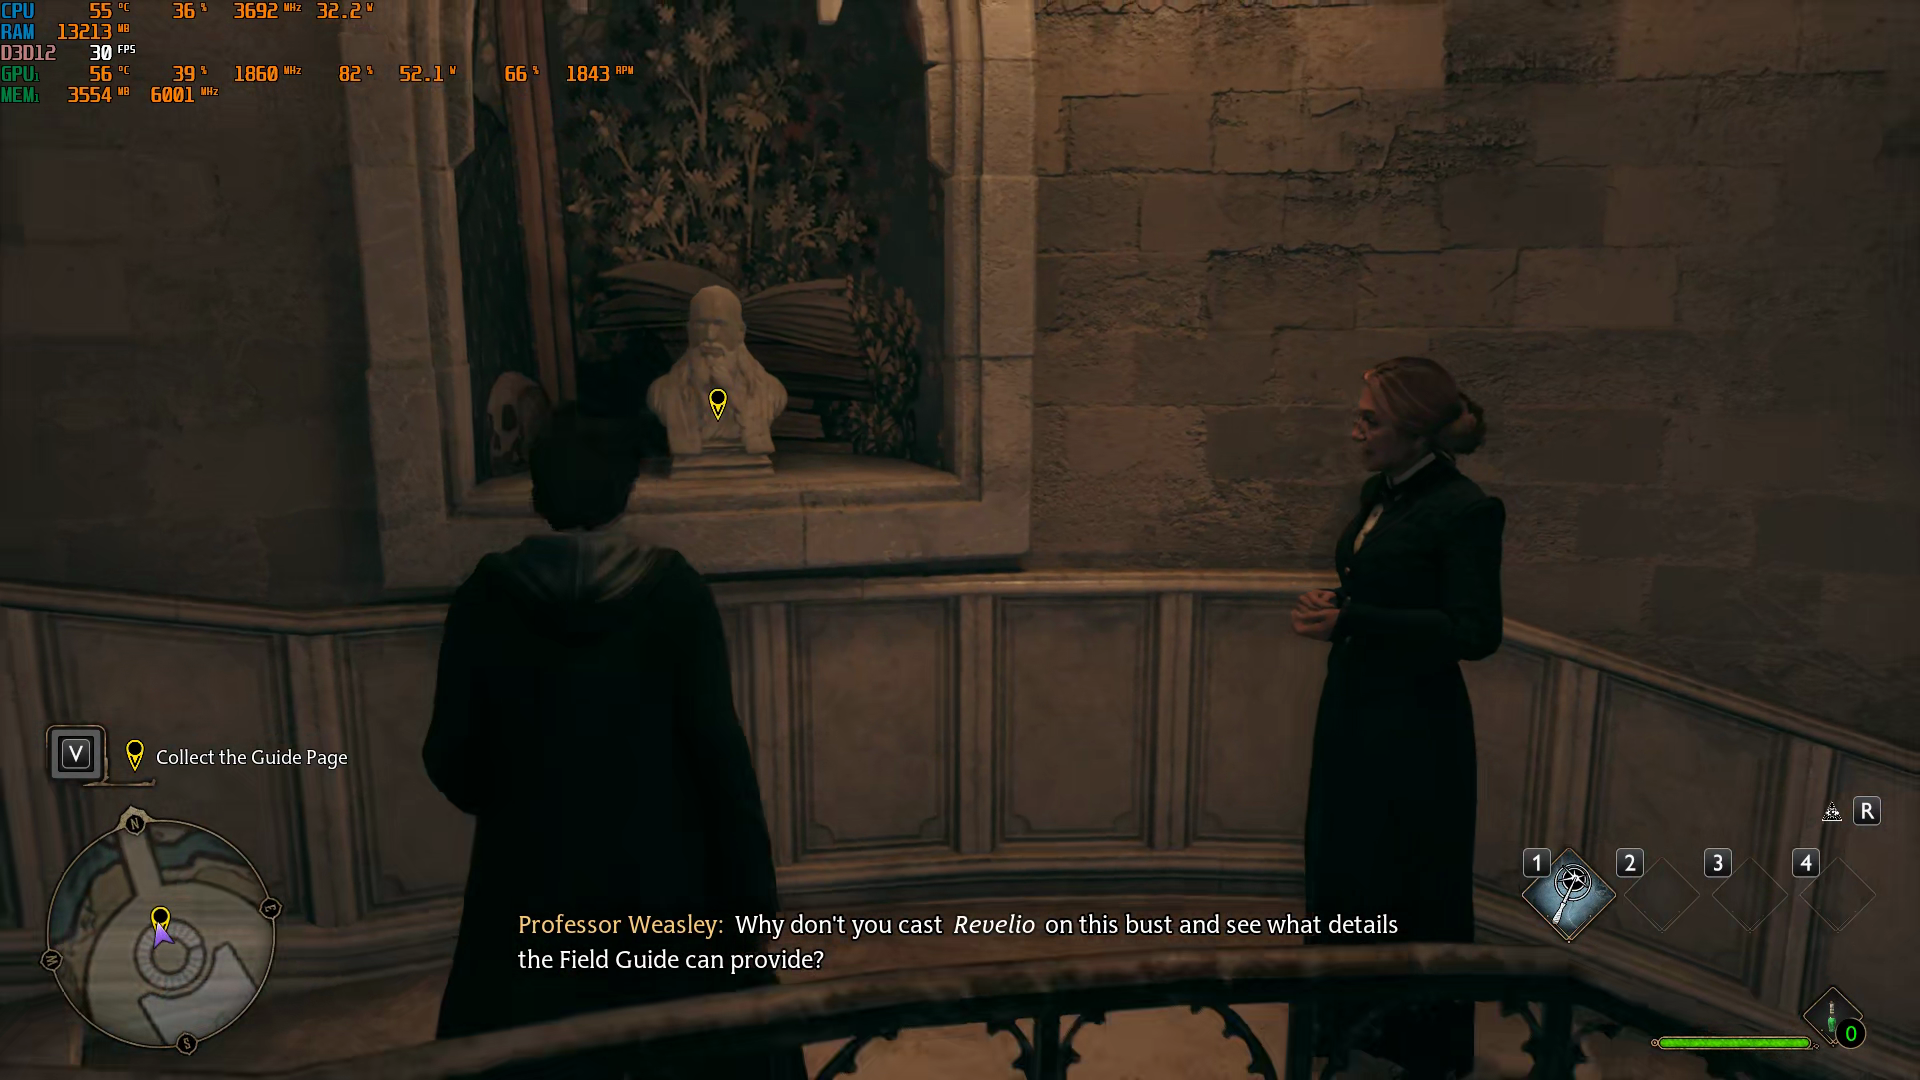 CPU 55 °C 36 % 3692 MHz 32.2 W
RAM 13213 MB
D3D12 30 FPS
GPU1 56 °C 39 % 1860 MHz 82 % 52.1 W 66 % 1843 RPM
MEM1 3554 MB 6001 MHz
V Collect the Guide Page
N
E
W
S
R
1 2 3 4
Professor Weasley: Why don't you cast Revelio on this bust and see what details
the Field Guide can provide?
0